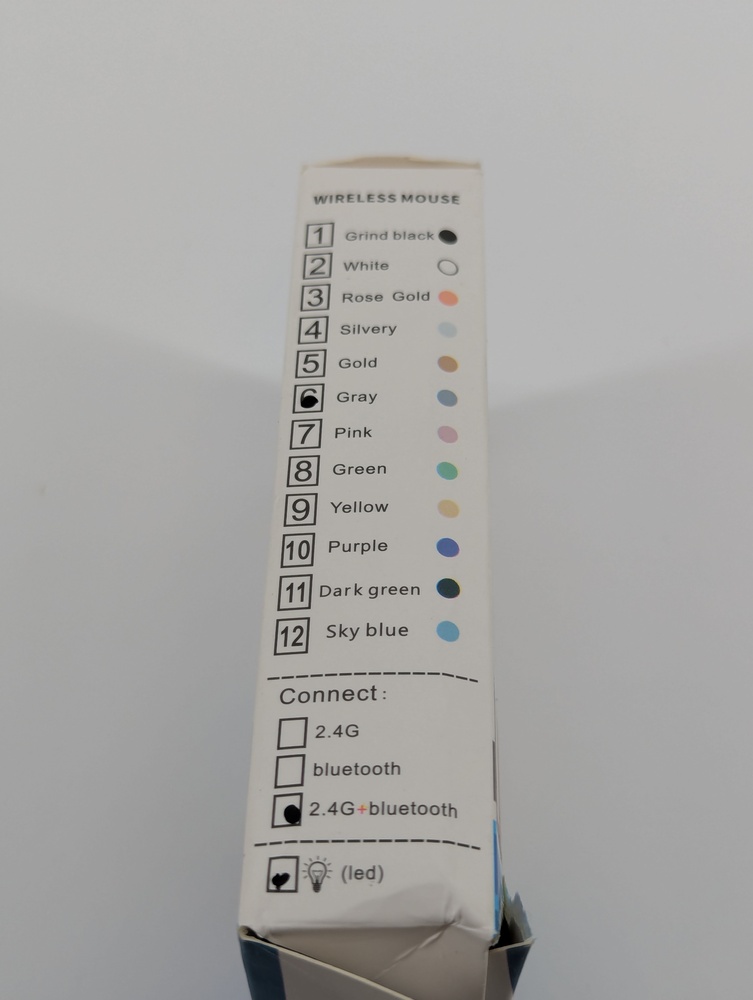 WIRELESS MOUSE
1 Grind black
2 White
3 Rose Gold
4 Silvery
5 Gold
6 Gray
7 Pink
8 Green
9 Yellow
10 Purple
11 Dark green
12 Sky blue
Connect:
2.4G
bluetooth
2.4G+bluetooth
(led)